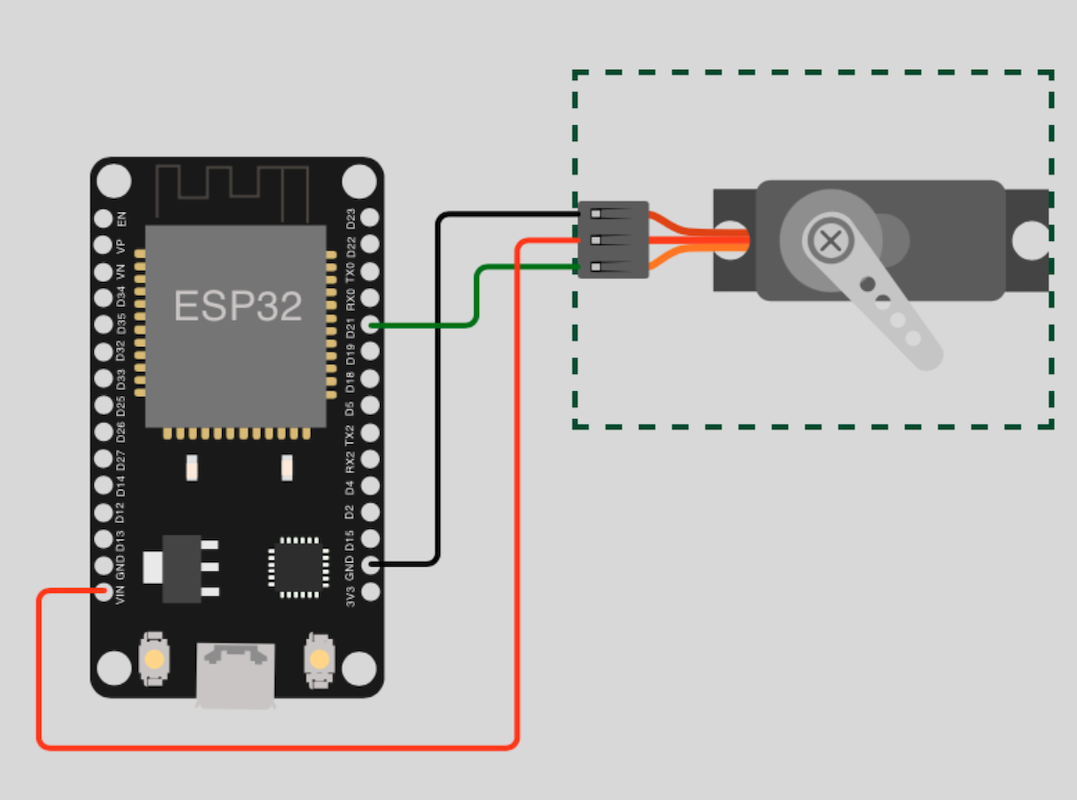 EN
VP
VN
D34
D35
D32
D33
D25
D26
D27
D14
D12
D13
GND
VIN
ESP32
D23
D22
TX0
RX0
D21
D19
D18
D5
TX2
RX2
D4
D2
D15
GND
3V3